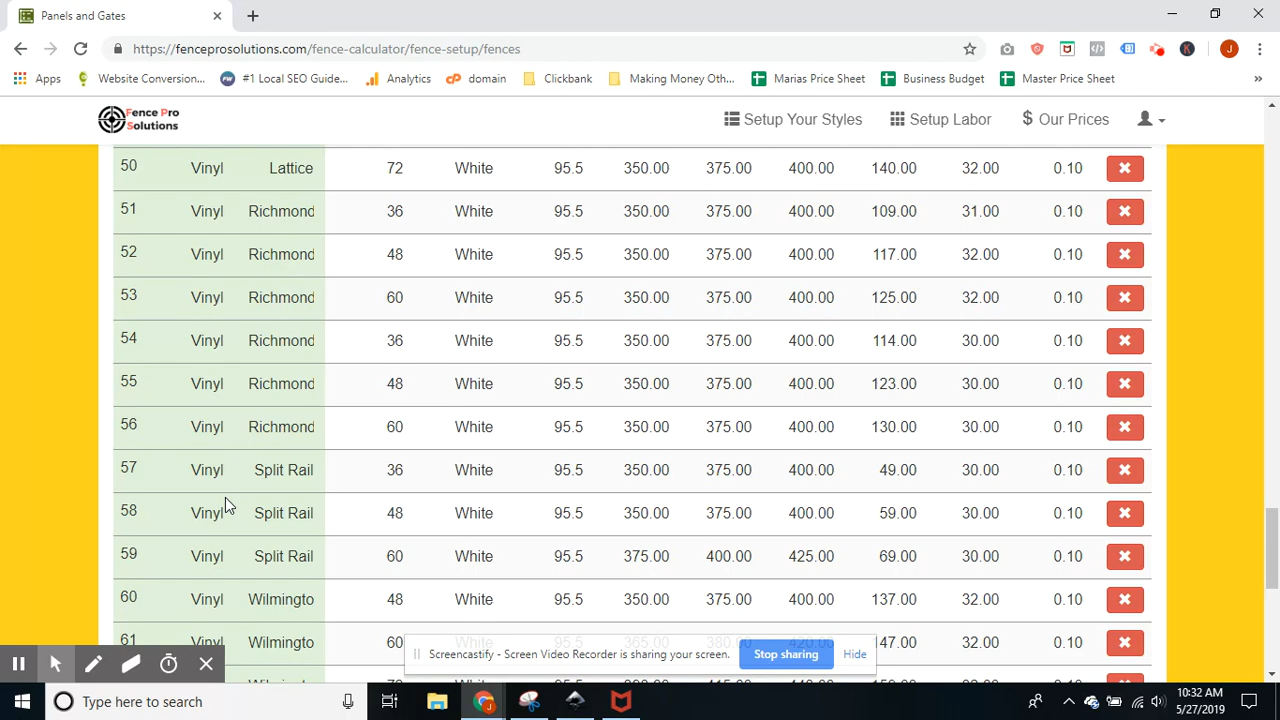 Panels and Gates
https://fenceprosolutions.com/fence-calculator/fence-setup/fences
Apps Website Conversion... #1 Local SEO Guide... Analytics domain Clickbank Making Money Oth... Marias Price Sheet Business Budget Master Price Sheet
Fence Pro Solutions Setup Your Styles Setup Labor $ Our Prices
50 Vinyl Lattice 72 White 95.5 350.00 375.00 400.00 140.00 32.00 0.10
51 Vinyl Richmond 36 White 95.5 350.00 375.00 400.00 109.00 31.00 0.10
52 Vinyl Richmond 48 White 95.5 350.00 375.00 400.00 117.00 32.00 0.10
53 Vinyl Richmond 60 White 95.5 350.00 375.00 400.00 125.00 32.00 0.10
54 Vinyl Richmond 36 White 95.5 350.00 375.00 400.00 114.00 30.00 0.10
55 Vinyl Richmond 48 White 95.5 350.00 375.00 400.00 123.00 30.00 0.10
56 Vinyl Richmond 60 White 95.5 350.00 375.00 400.00 130.00 30.00 0.10
57 Vinyl Split Rail 36 White 95.5 350.00 375.00 400.00 49.00 30.00 0.10
58 Vinyl Split Rail 48 White 95.5 350.00 375.00 400.00 59.00 30.00 0.10
59 Vinyl Split Rail 60 White 95.5 375.00 400.00 425.00 69.00 30.00 0.10
60 Vinyl Wilmingto 48 White 95.5 350.00 375.00 400.00 137.00 32.00 0.10
61 Vinyl Wilmingto 60 White 95.5 365.00 380.00 420.00 147.00 32.00 0.10
Screencastify - Screen Video Recorder is sharing your screen. Stop sharing Hide
Type here to search
10:32 AM
5/27/2019